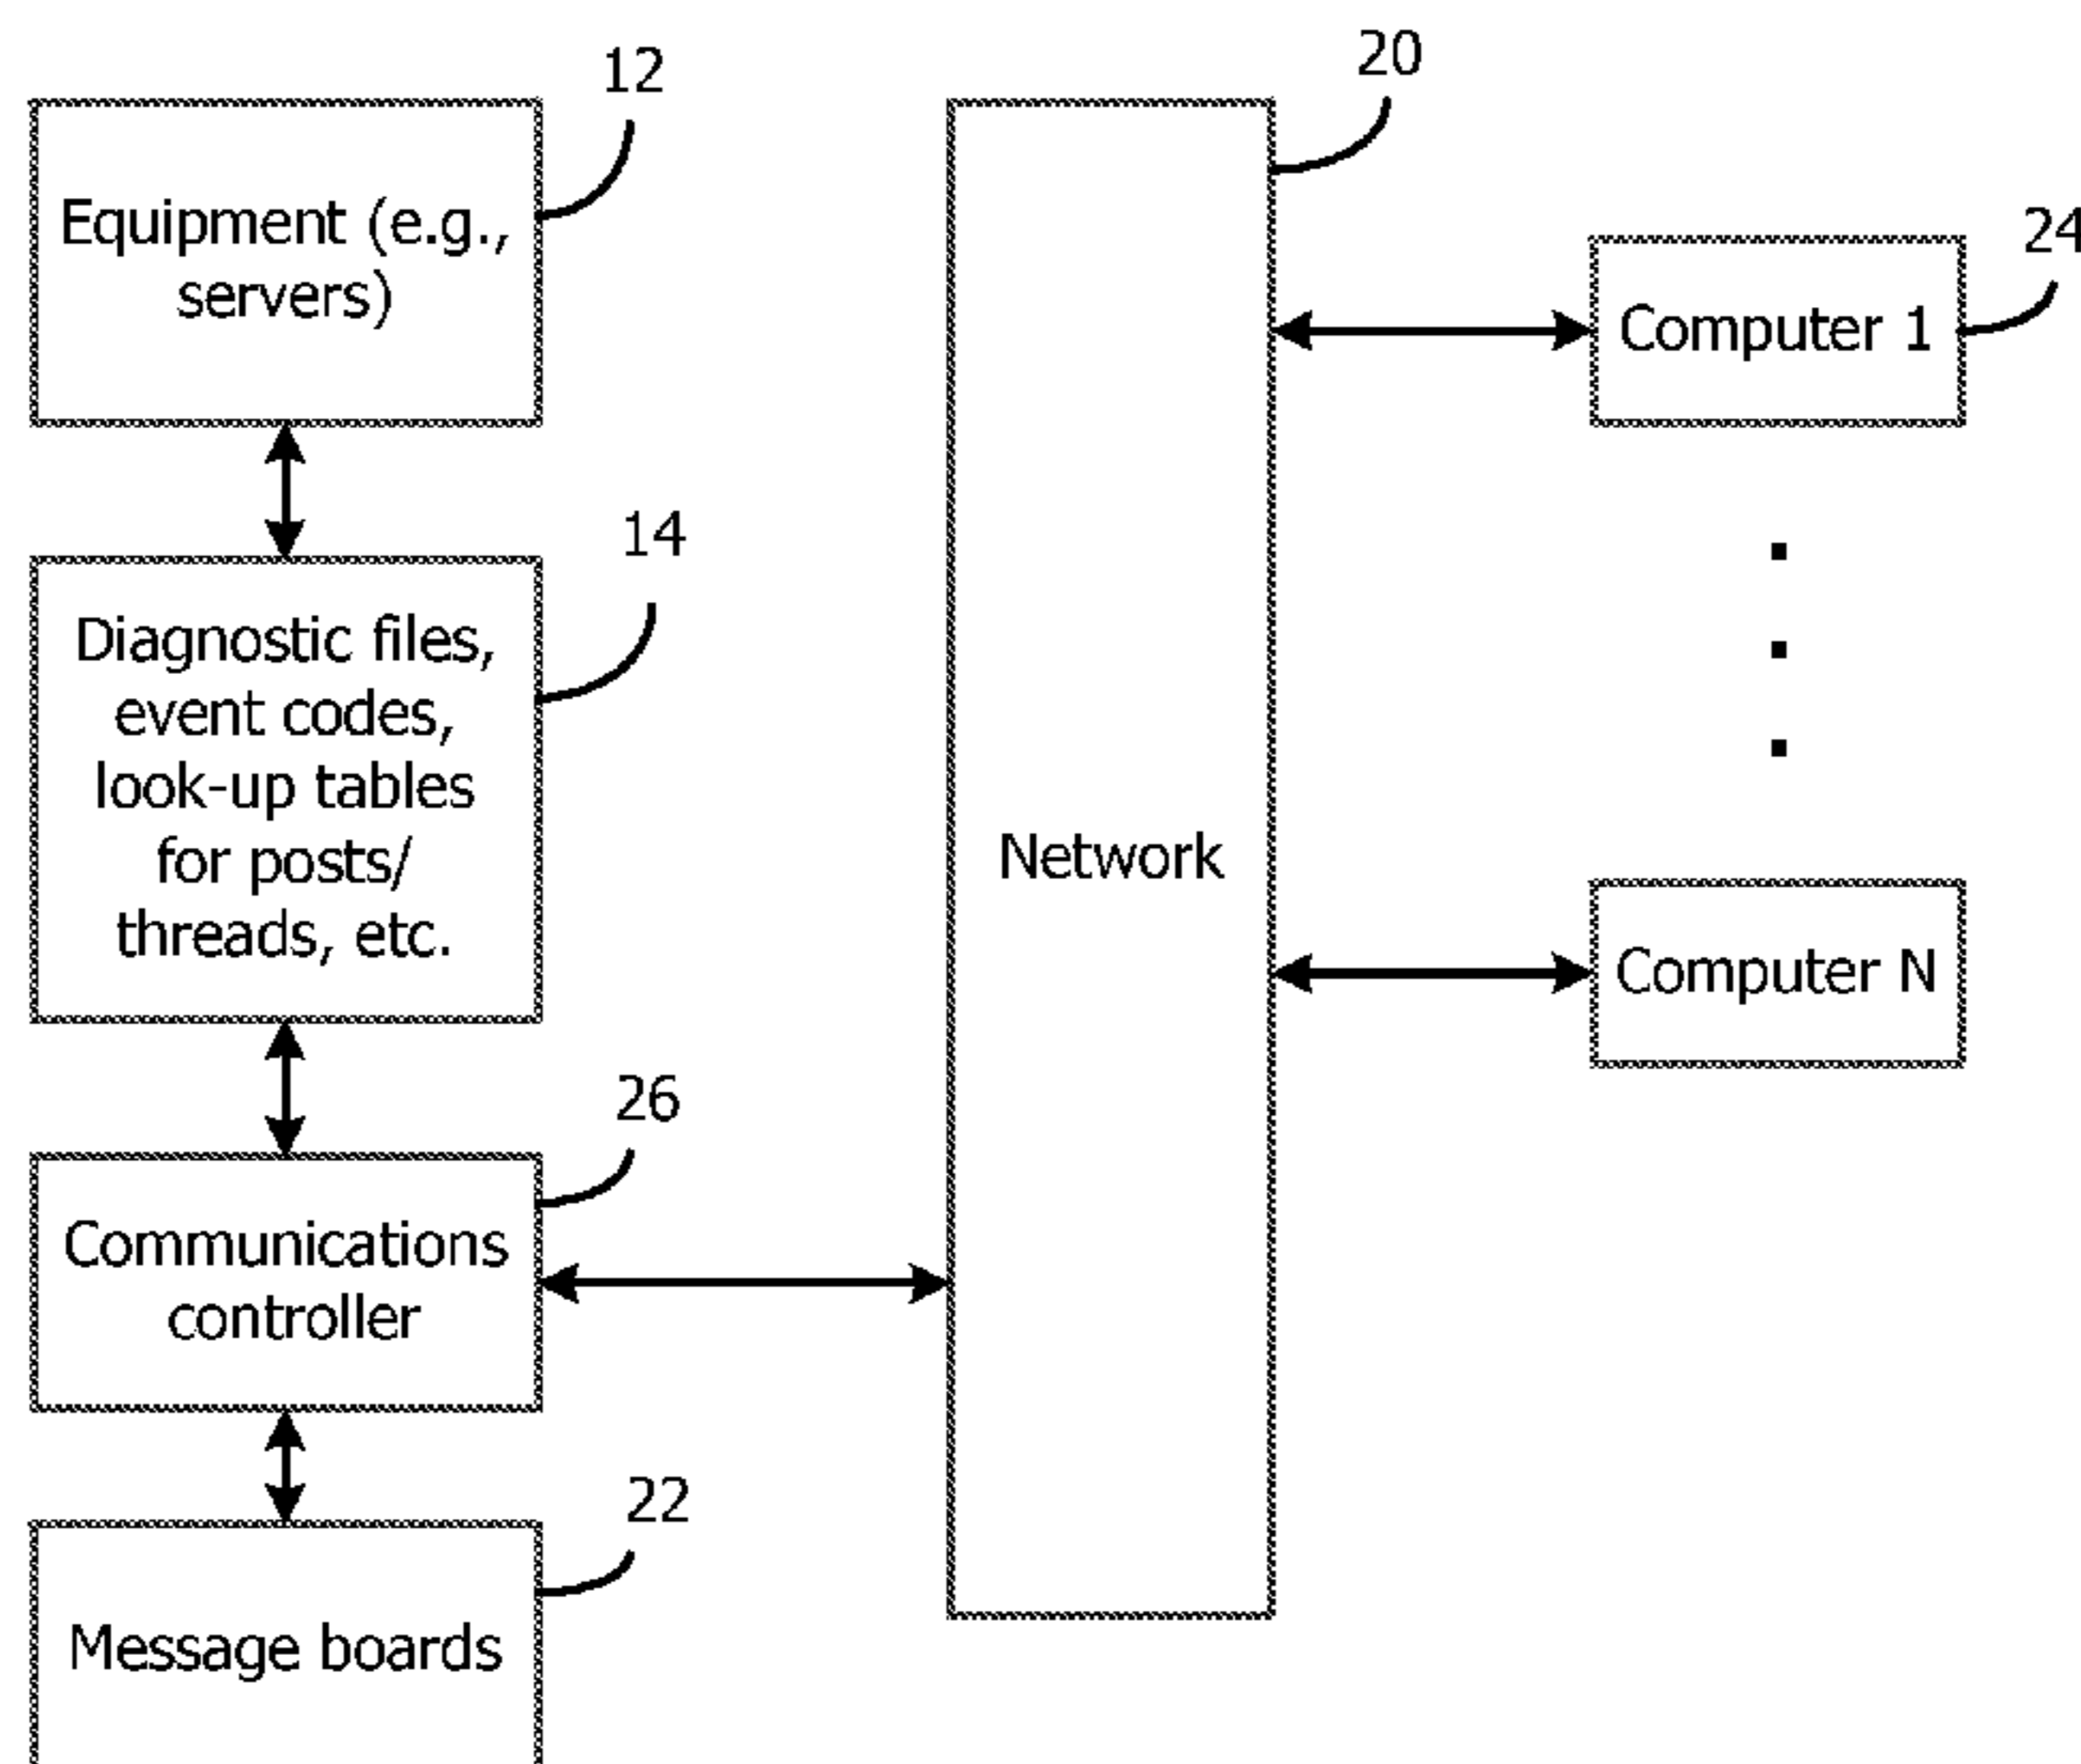 12
Equipment (e.g.,
servers)
14
Diagnostic files,
event codes,
look-up tables
for posts/
threads, etc.
26
Communications
controller
22
Message boards
20
Network
24
Computer 1
Computer N